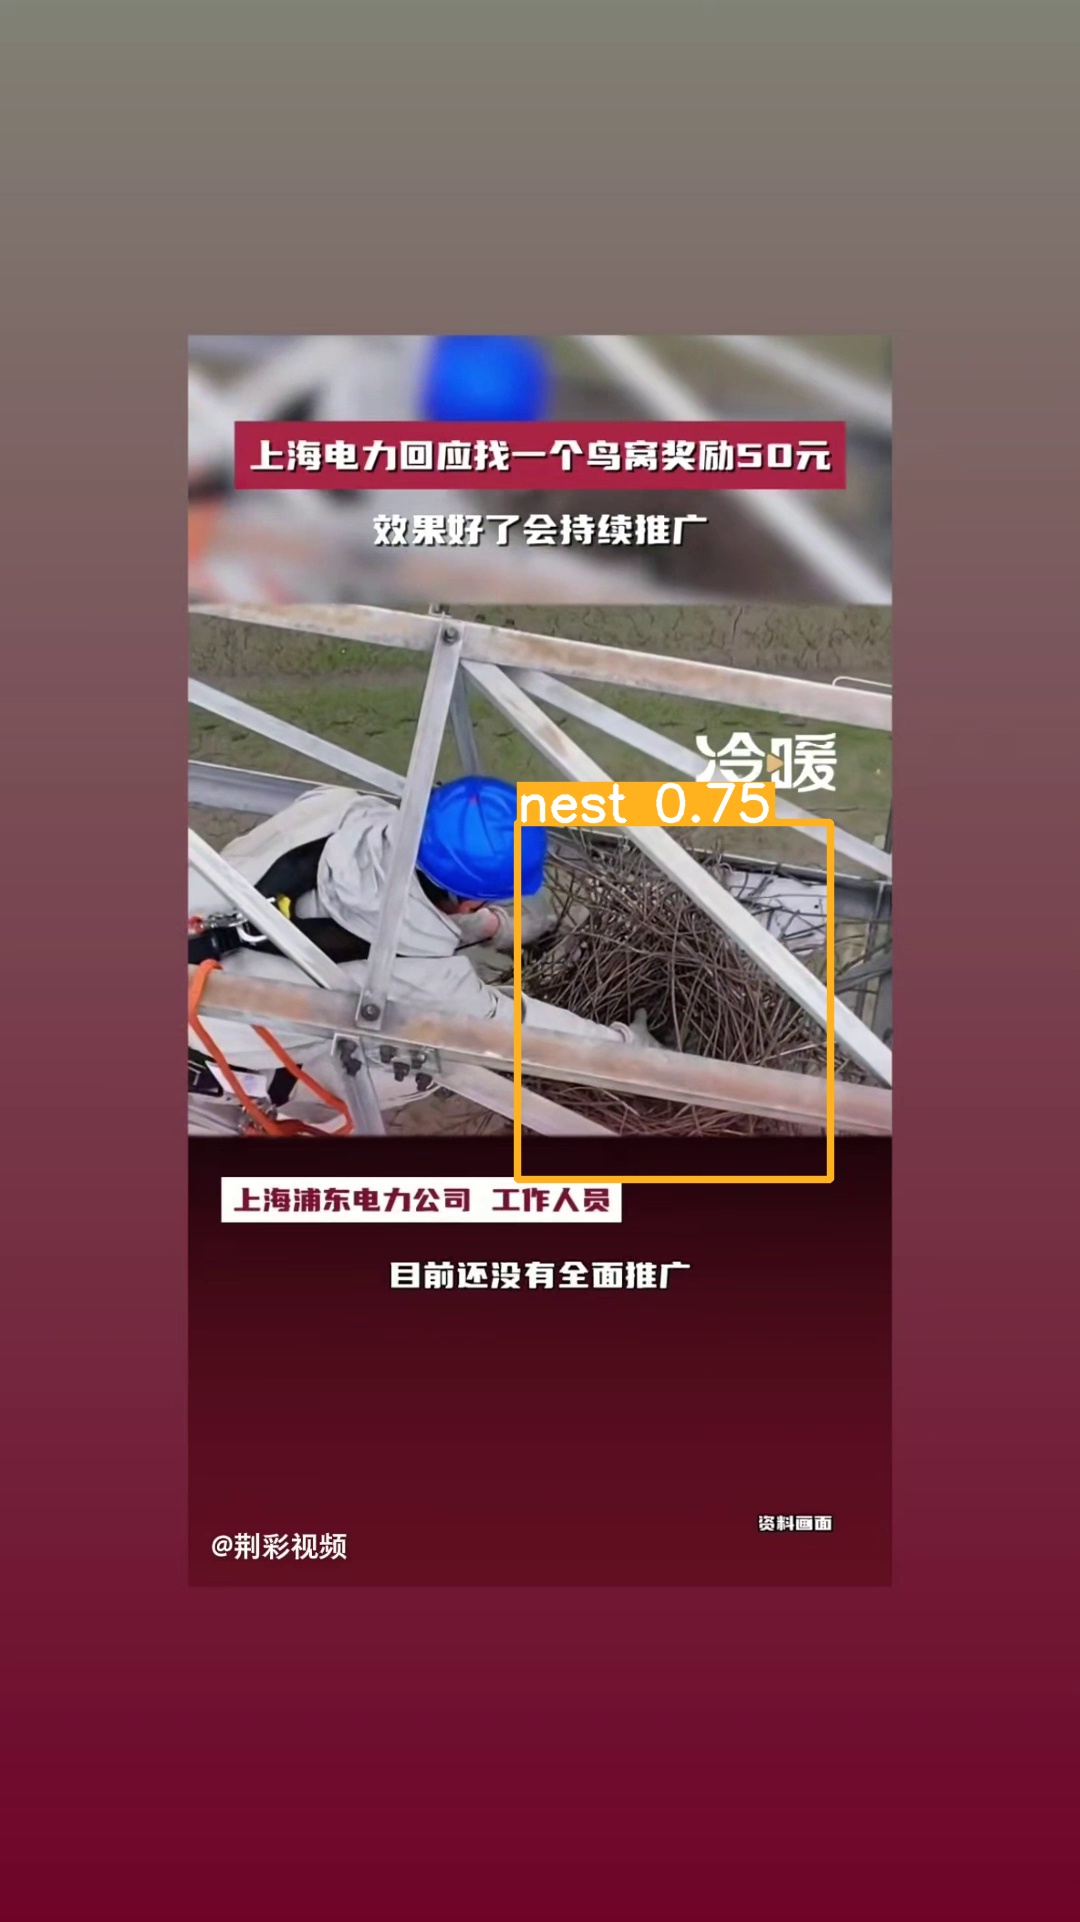 上海电力回应找一个鸟窝奖励50元
效果好了会持续推广
冷暖
nest 0.75
上海浦东电力公司 工作人员
目前还没有全面推广
资料画面
@荆彩视频